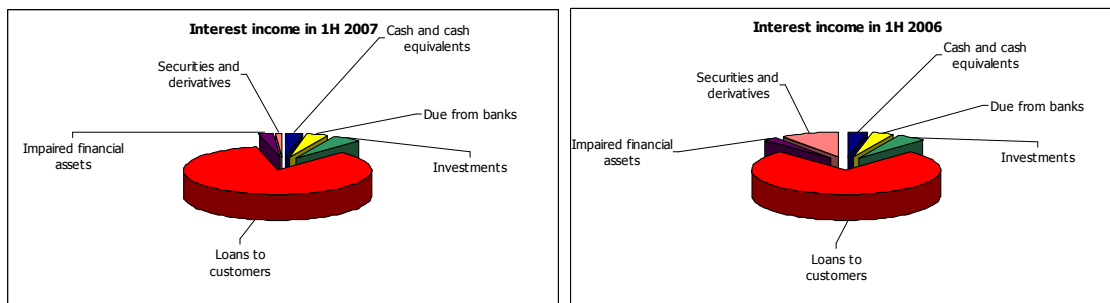 Interest income in 1H 2007
Cash and cash
equivalents
Securities and
derivatives
Due from banks
Impaired financial
assets
Investments
Loans to
customers
Interest income in 1H 2006
Cash and cash
equivalents
Securities and
derivatives
Due from banks
Impaired financial
assets
Investments
Loans to
customers